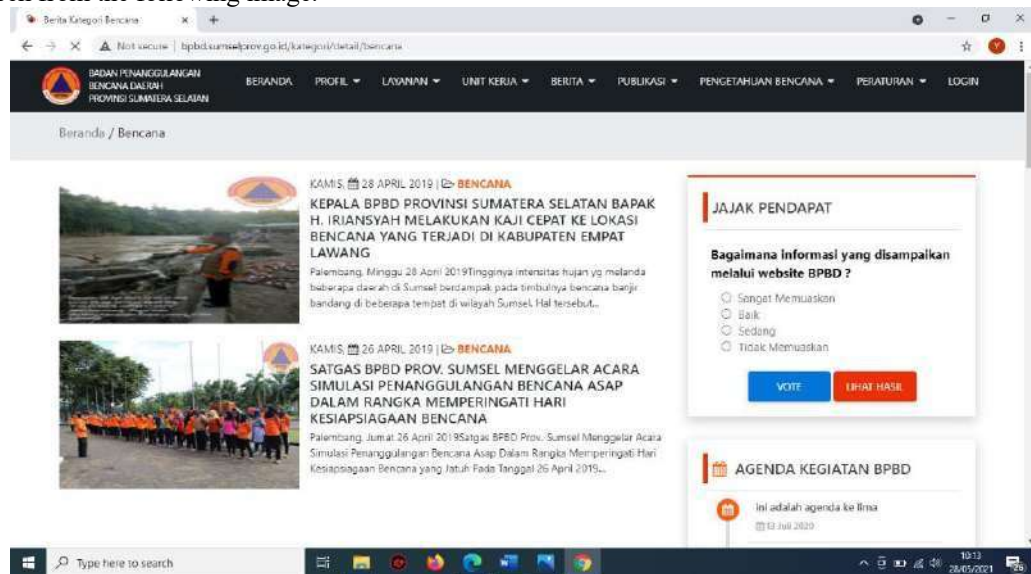 een from the following image.
Berita Kategori Bencana
Not secure | bpbd.sumselprov.go.id/kategori/detail/bencana
BADAN PENANGGULANGAN
BENCANA DAERAH
PROVINSI SUMATERA SELATAN
BERANDA PROFIL LAYANAN UNIT KERJA BERITA PUBLIKASI PENGETAHUAN BENCANA PERATURAN LOGIN
Beranda / Bencana
KAMIS, 28 APRIL 2019 | BENCANA
KEPALA BPBD PROVINSI SUMATERA SELATAN BAPAK
H. IRIANSYAH MELAKUKAN KAJI CEPAT KE LOKASI
BENCANA YANG TERJADI DI KABUPATEN EMPAT
LAWANG
Palembang, Minggu 28 April 2019Tingginya intensitas hujan yg melanda
beberapa daerah di Sumsel berdampak pada timbulnya bencana banjir
bandang di beberapa tempat di wilayah Sumsel. Hal tersebut...
KAMIS, 26 APRIL 2019 | BENCANA
SATGAS BPBD PROV. SUMSEL MENGGELAR ACARA
SIMULASI PENANGGULANGAN BENCANA ASAP
DALAM RANGKA MEMPERINGATI HARI
KESIAPSIAGAAN BENCANA
Palembang, Jumat 26 April 2019Satgas BPBD Prov. Sumsel Menggelar Acara
Simulasi Penanggulangan Bencana Asap Dalam Rangka Memperingati Hari
Kesiapsiagaan Bencana yang Jatuh Pada Tanggal 26 April 2019...
JAJAK PENDAPAT
Bagaimana informasi yang disampaikan
melalui website BPBD ?
Sangat Memuaskan
Baik
Sedang
Tidak Memuaskan
VOTE LIHAT HASIL
AGENDA KEGIATAN BPBD
Ini adalah agenda ke lima
13 Juli 2020
Type here to search
10:13
28/05/2021